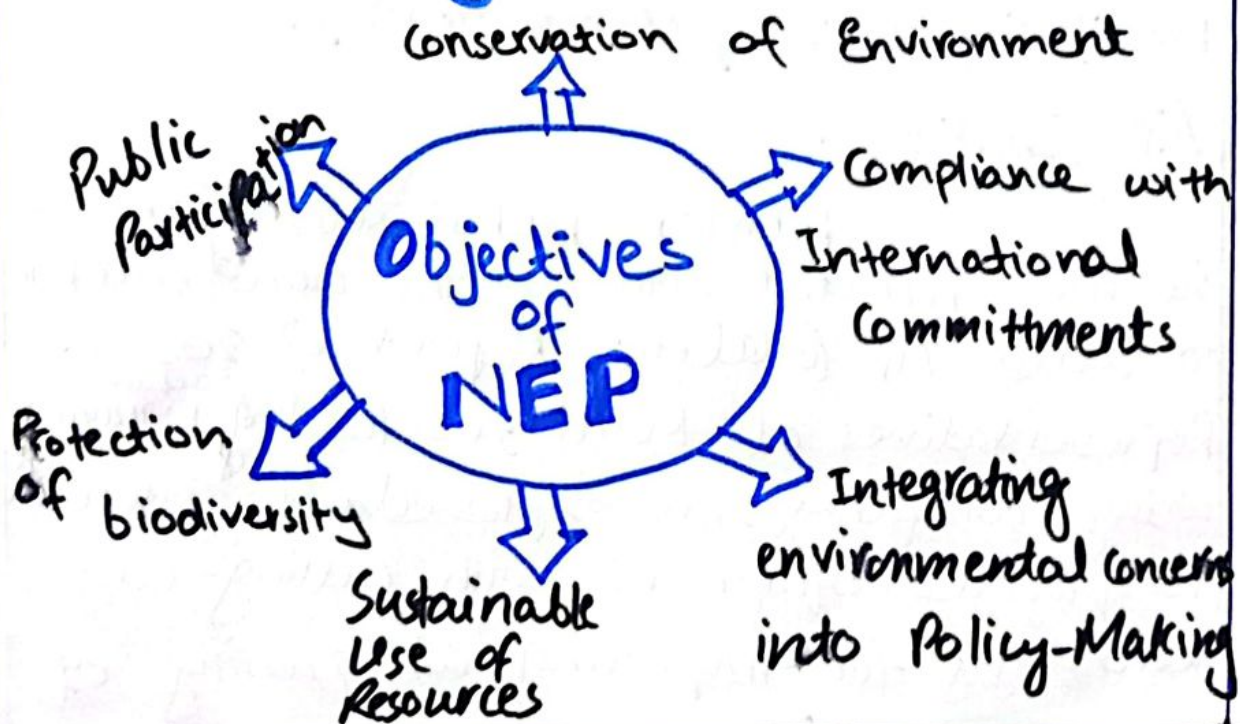 Conservation of Environment
Public
Participation
Compliance with
International
Committments
Objectives
of
NEP
Protection
of biodiversity
Integrating
environmental concerns
into Policy-Making
Sustainable
Use of
Resources